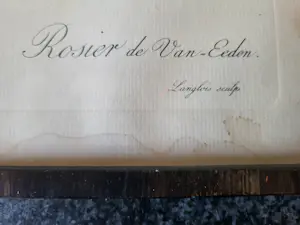 Rosier de Van-Eeden.
Langlois sculp